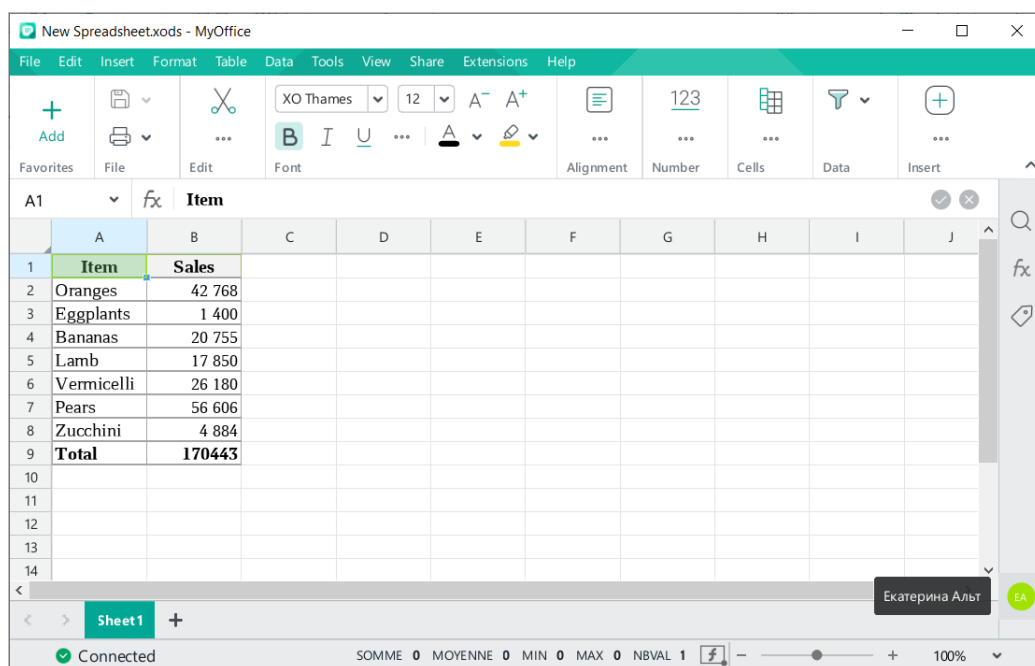 New Spreadsheet.xods - MyOffice
File Edit Insert Format Table Data Tools View Share Extensions Help
XO Thames 12 A⁻ A⁺ 123
Add B I U A
Favorites File Edit Font Alignment Number Cells Data Insert
A1 fx Item
A B C D E F G H I J
1 Item Sales
2 Oranges 42 768
3 Eggplants 1 400
4 Bananas 20 755
5 Lamb 17 850
6 Vermicelli 26 180
7 Pears 56 606
8 Zucchini 4 884
9 Total 170443
10
11
12
13
14
fx
Екатерина Альт EA
Sheet1
Connected SOMME 0 MOYENNE 0 MIN 0 MAX 0 NBVAL 1 100%